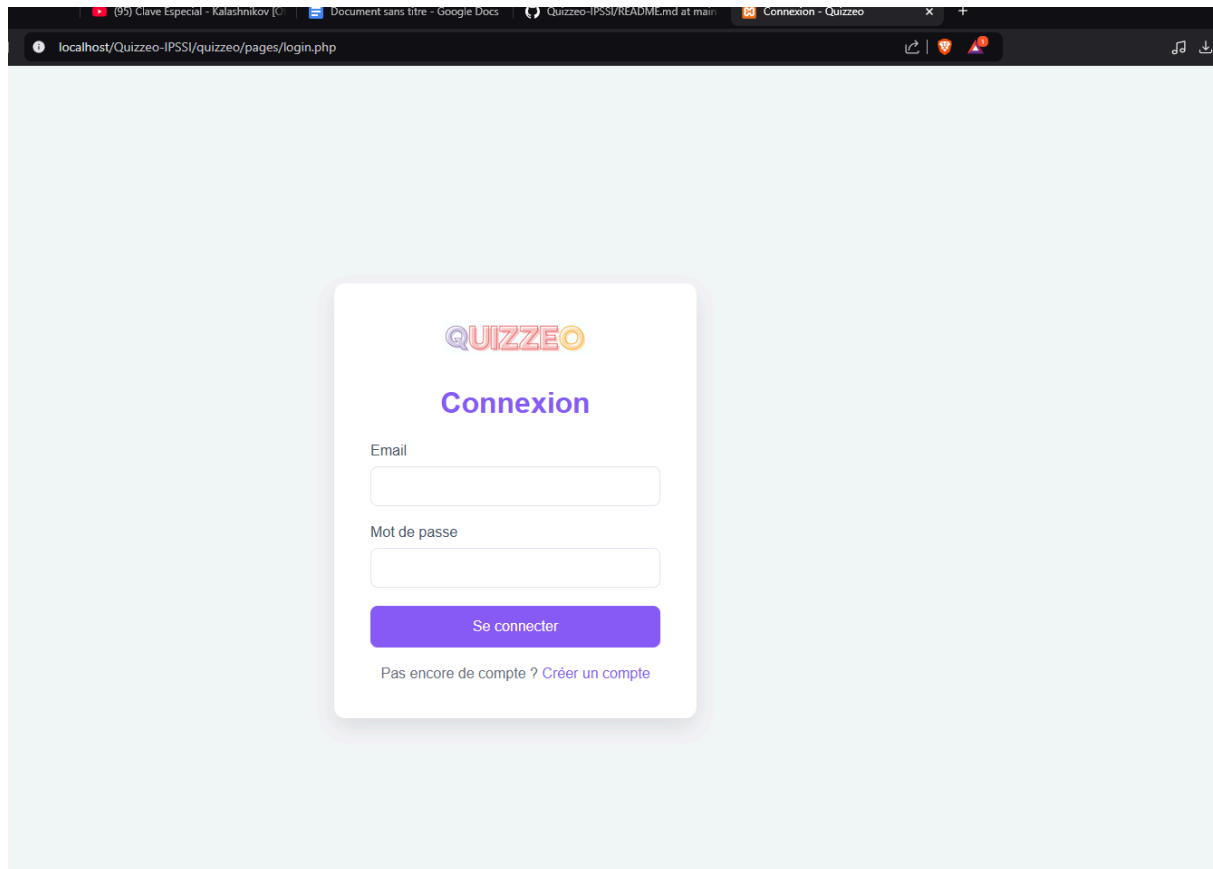 (95) Clave Especial - Kalashnikov [O
Document sans titre - Google Docs
Quizzeo-IPSSI/README.md at main
Connexion - Quizzeo
localhost/Quizzeo-IPSSI/quizzeo/pages/login.php
1
QUIZZEO
Connexion
Email
Mot de passe
Se connecter
Pas encore de compte ? Créer un compte